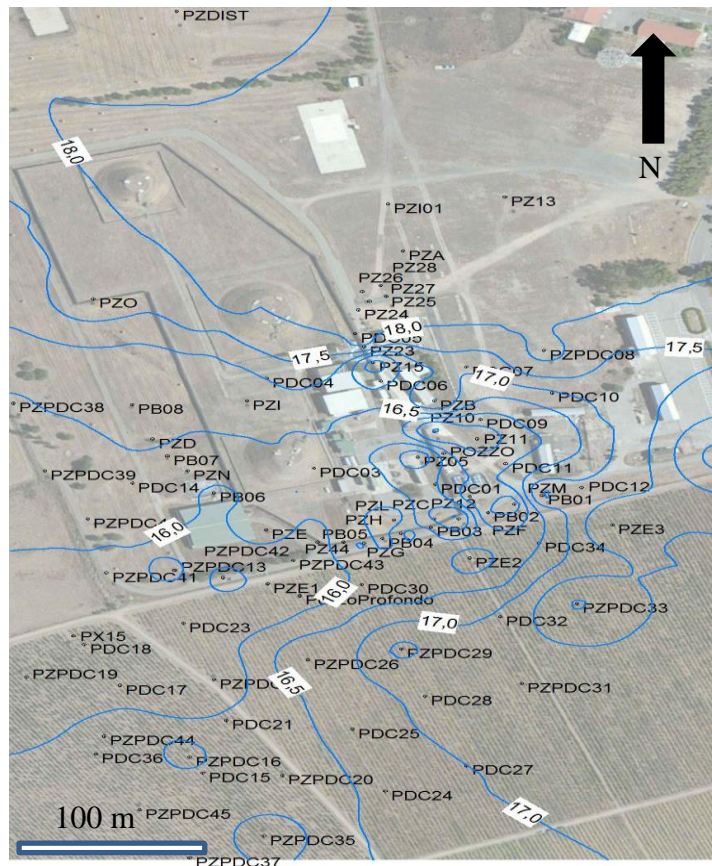 PZDIST
N
18,0
PZI01
PZ13
PZA
PZ28
PZ26
PZ27
PZO
PZ25
PZ24
18,0
PDC05
17,5
PZ23
PZPDC08
17,5
PZ15
PDC04
PDC06
17,0
PDC10
PZPDC38
PB08
PZI
16,5
PZB
PZ10
PDC09
PZD
PZ11
POZZO
PB07
PZ05
PZPDC39
PZN
PDC03
PDC11
PDC14
PDC01
PZM
PDC12
PB06
PB01
PZL
PZC
PZ12
16,0
PZH
PB02
PZE
PB05
PB03
PZF
PZE3
PZ44
PB04
PZPDC42
PZG
PDC34
PZPDC13
PZPDC43
PZE2
PZPDC41
16,0
PZE1
PDC30
PZPDC33
PDC23
17,0
PDC32
PX15
PDC18
PZPDC29
PZPDC26
PZPDC19
16,5
PDC17
PZPDC31
PDC28
PDC21
PDC25
PZPDC44
PDC36
PZPDC16
PDC15
PZPDC20
PDC27
PDC24
PZPDC45
17,0
100 m
PZPDC35
PZPDC37